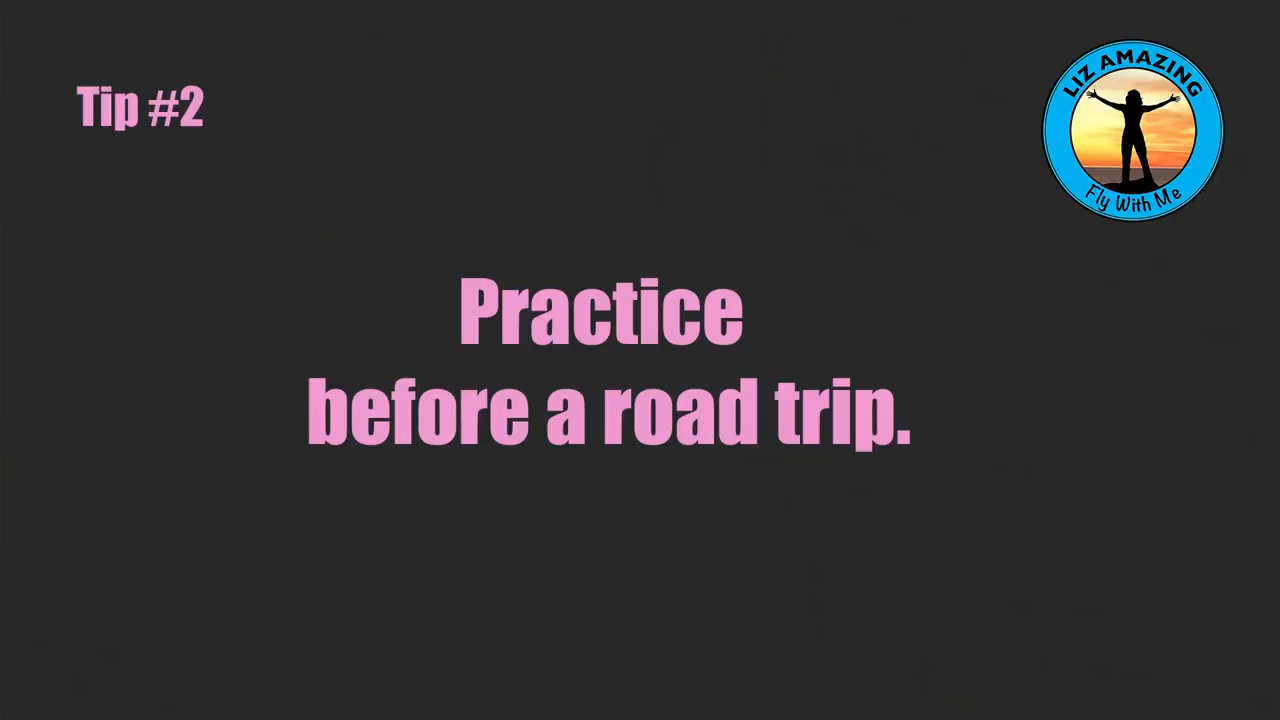 Tip #2
LIZ AMAZING
Fly With Me
Practice
before a road trip.